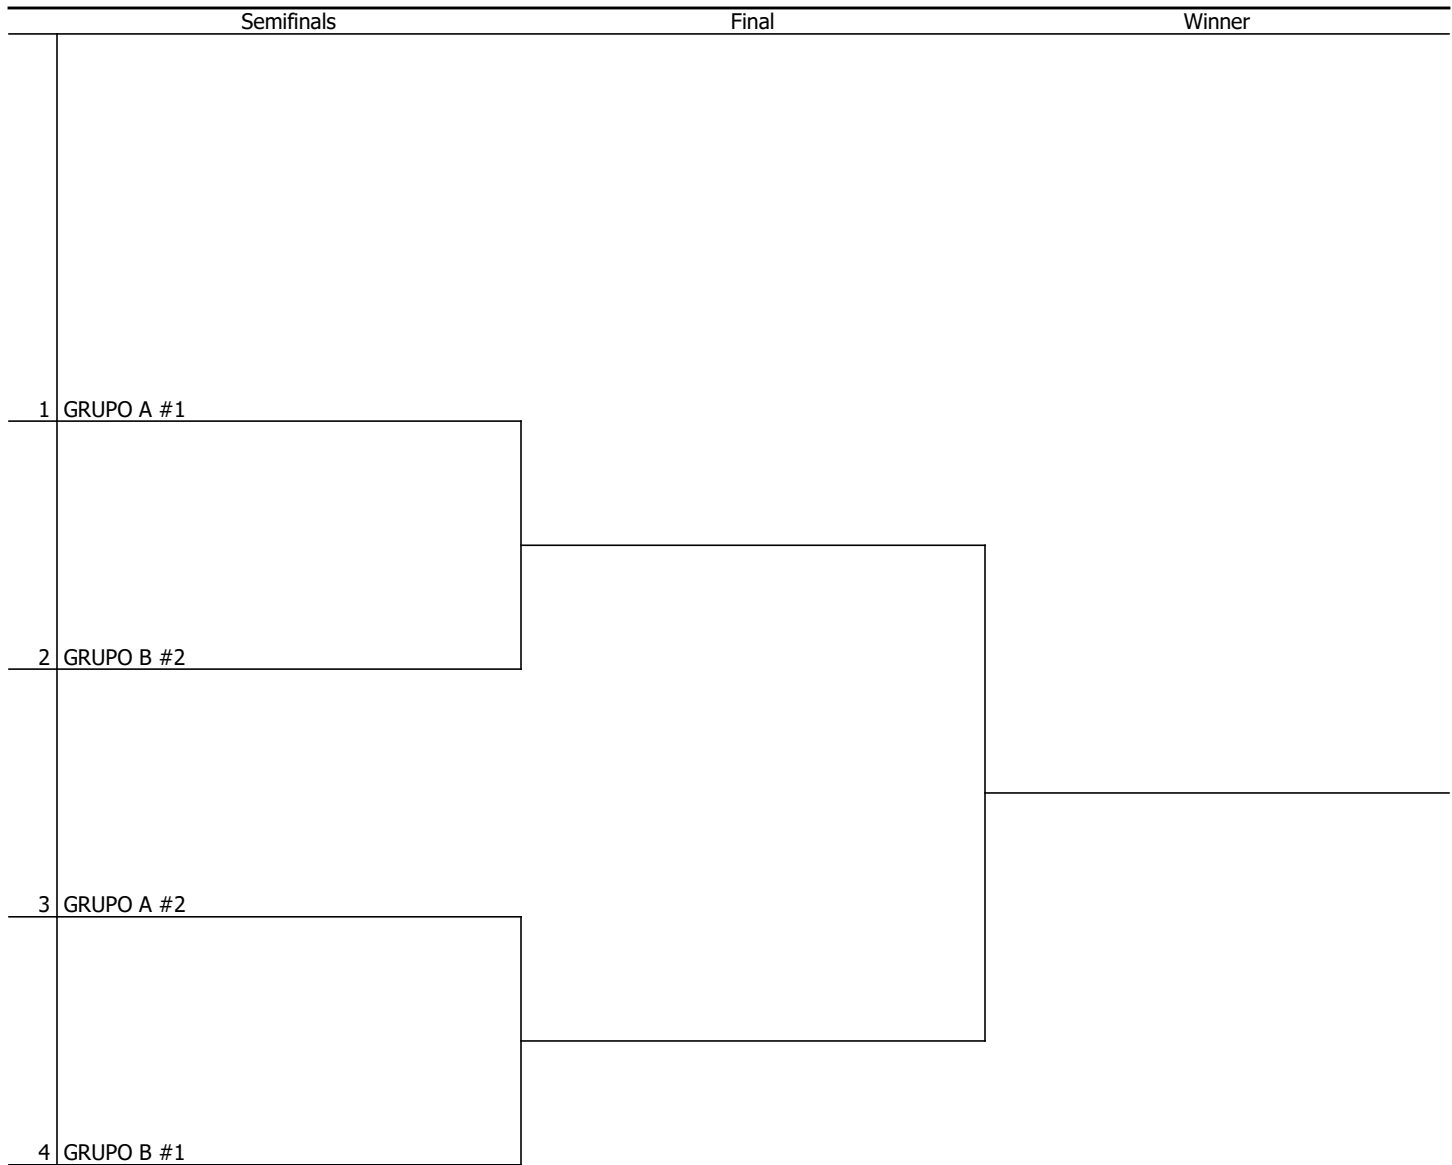 Semifinals Final Winner
1 GRUPO A #1
2 GRUPO B #2
3 GRUPO A #2
4 GRUPO B #1